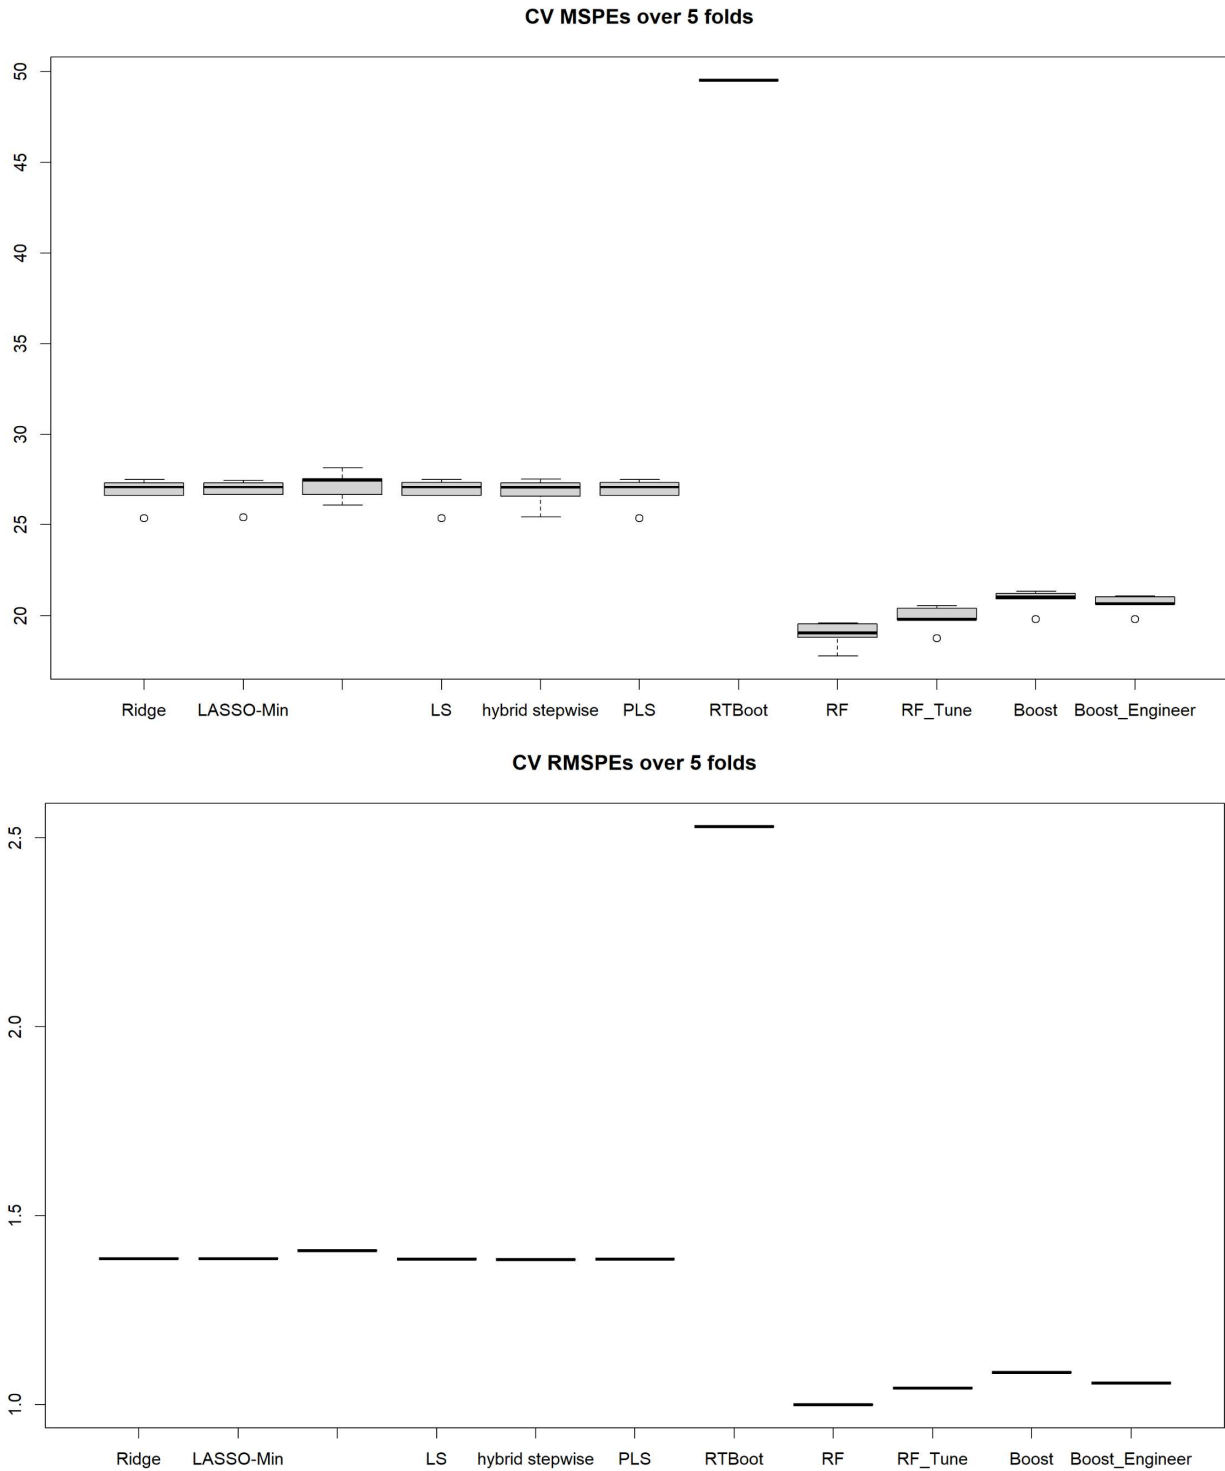 CV MSPEs over 5 folds
50
45
40
35
30
25
20
Ridge LASSO-Min LS hybrid stepwise PLS RTBoot RF RF_Tune Boost Boost_Engineer
CV RMSPEs over 5 folds
2.5
2.0
1.5
1.0
Ridge LASSO-Min LS hybrid stepwise PLS RTBoot RF RF_Tune Boost Boost_Engineer